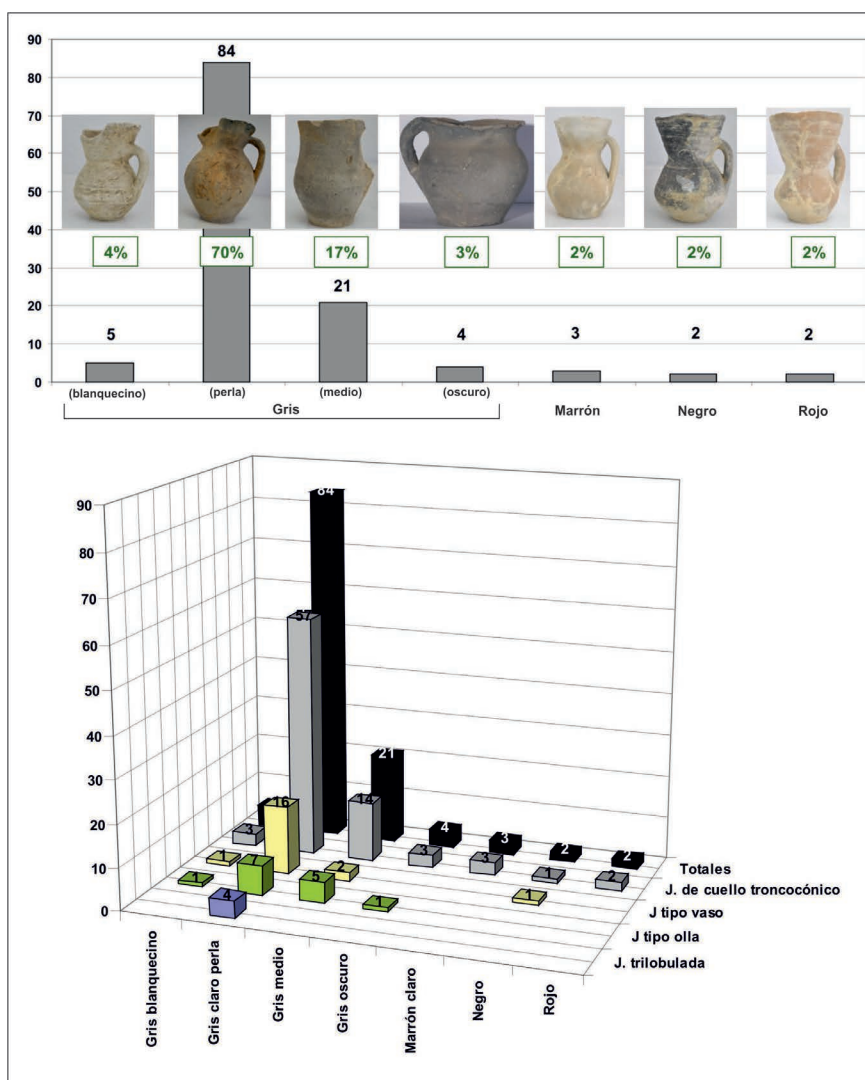 90
84
80
70
60
50
40
4% 70% 17% 3% 2% 2% 2%
30
21
20
5 4 3 2 2
10
0
(blanquecino) (perla) (medio) (oscuro)
Gris Marrón Negro Rojo
90
84
80
70
57
60
50
40
30
21
20
16 14
3 4 3 2 2
10
1 7 2 3 3 1 2
1 5 1
0
4 1
Totales
J. de cuello troncocónico
J tipo vaso
J tipo olla
J. trilobulada
Gris blanquecino
Gris claro perla
Gris medio
Gris oscuro
Marrón claro
Negro
Rojo